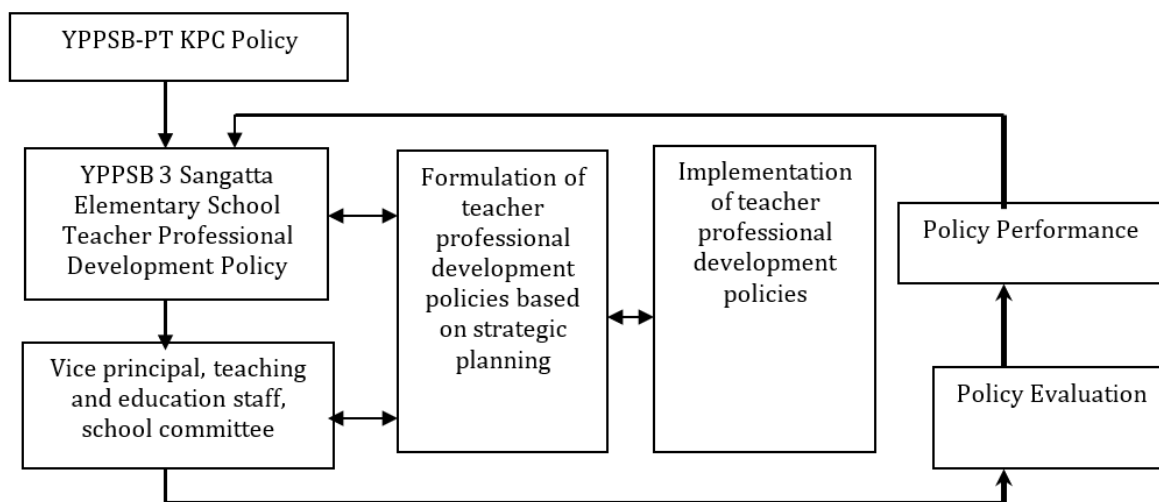 YPPSB-PT KPC Policy
YPPSB 3 Sangatta
Elementary School
Teacher Professional
Development Policy
Formulation of
teacher
professional
development
policies based
on strategic
planning
Implementation
of teacher
professional
development
policies
Policy Performance
Vice principal, teaching
and education staff,
school committee
Policy Evaluation